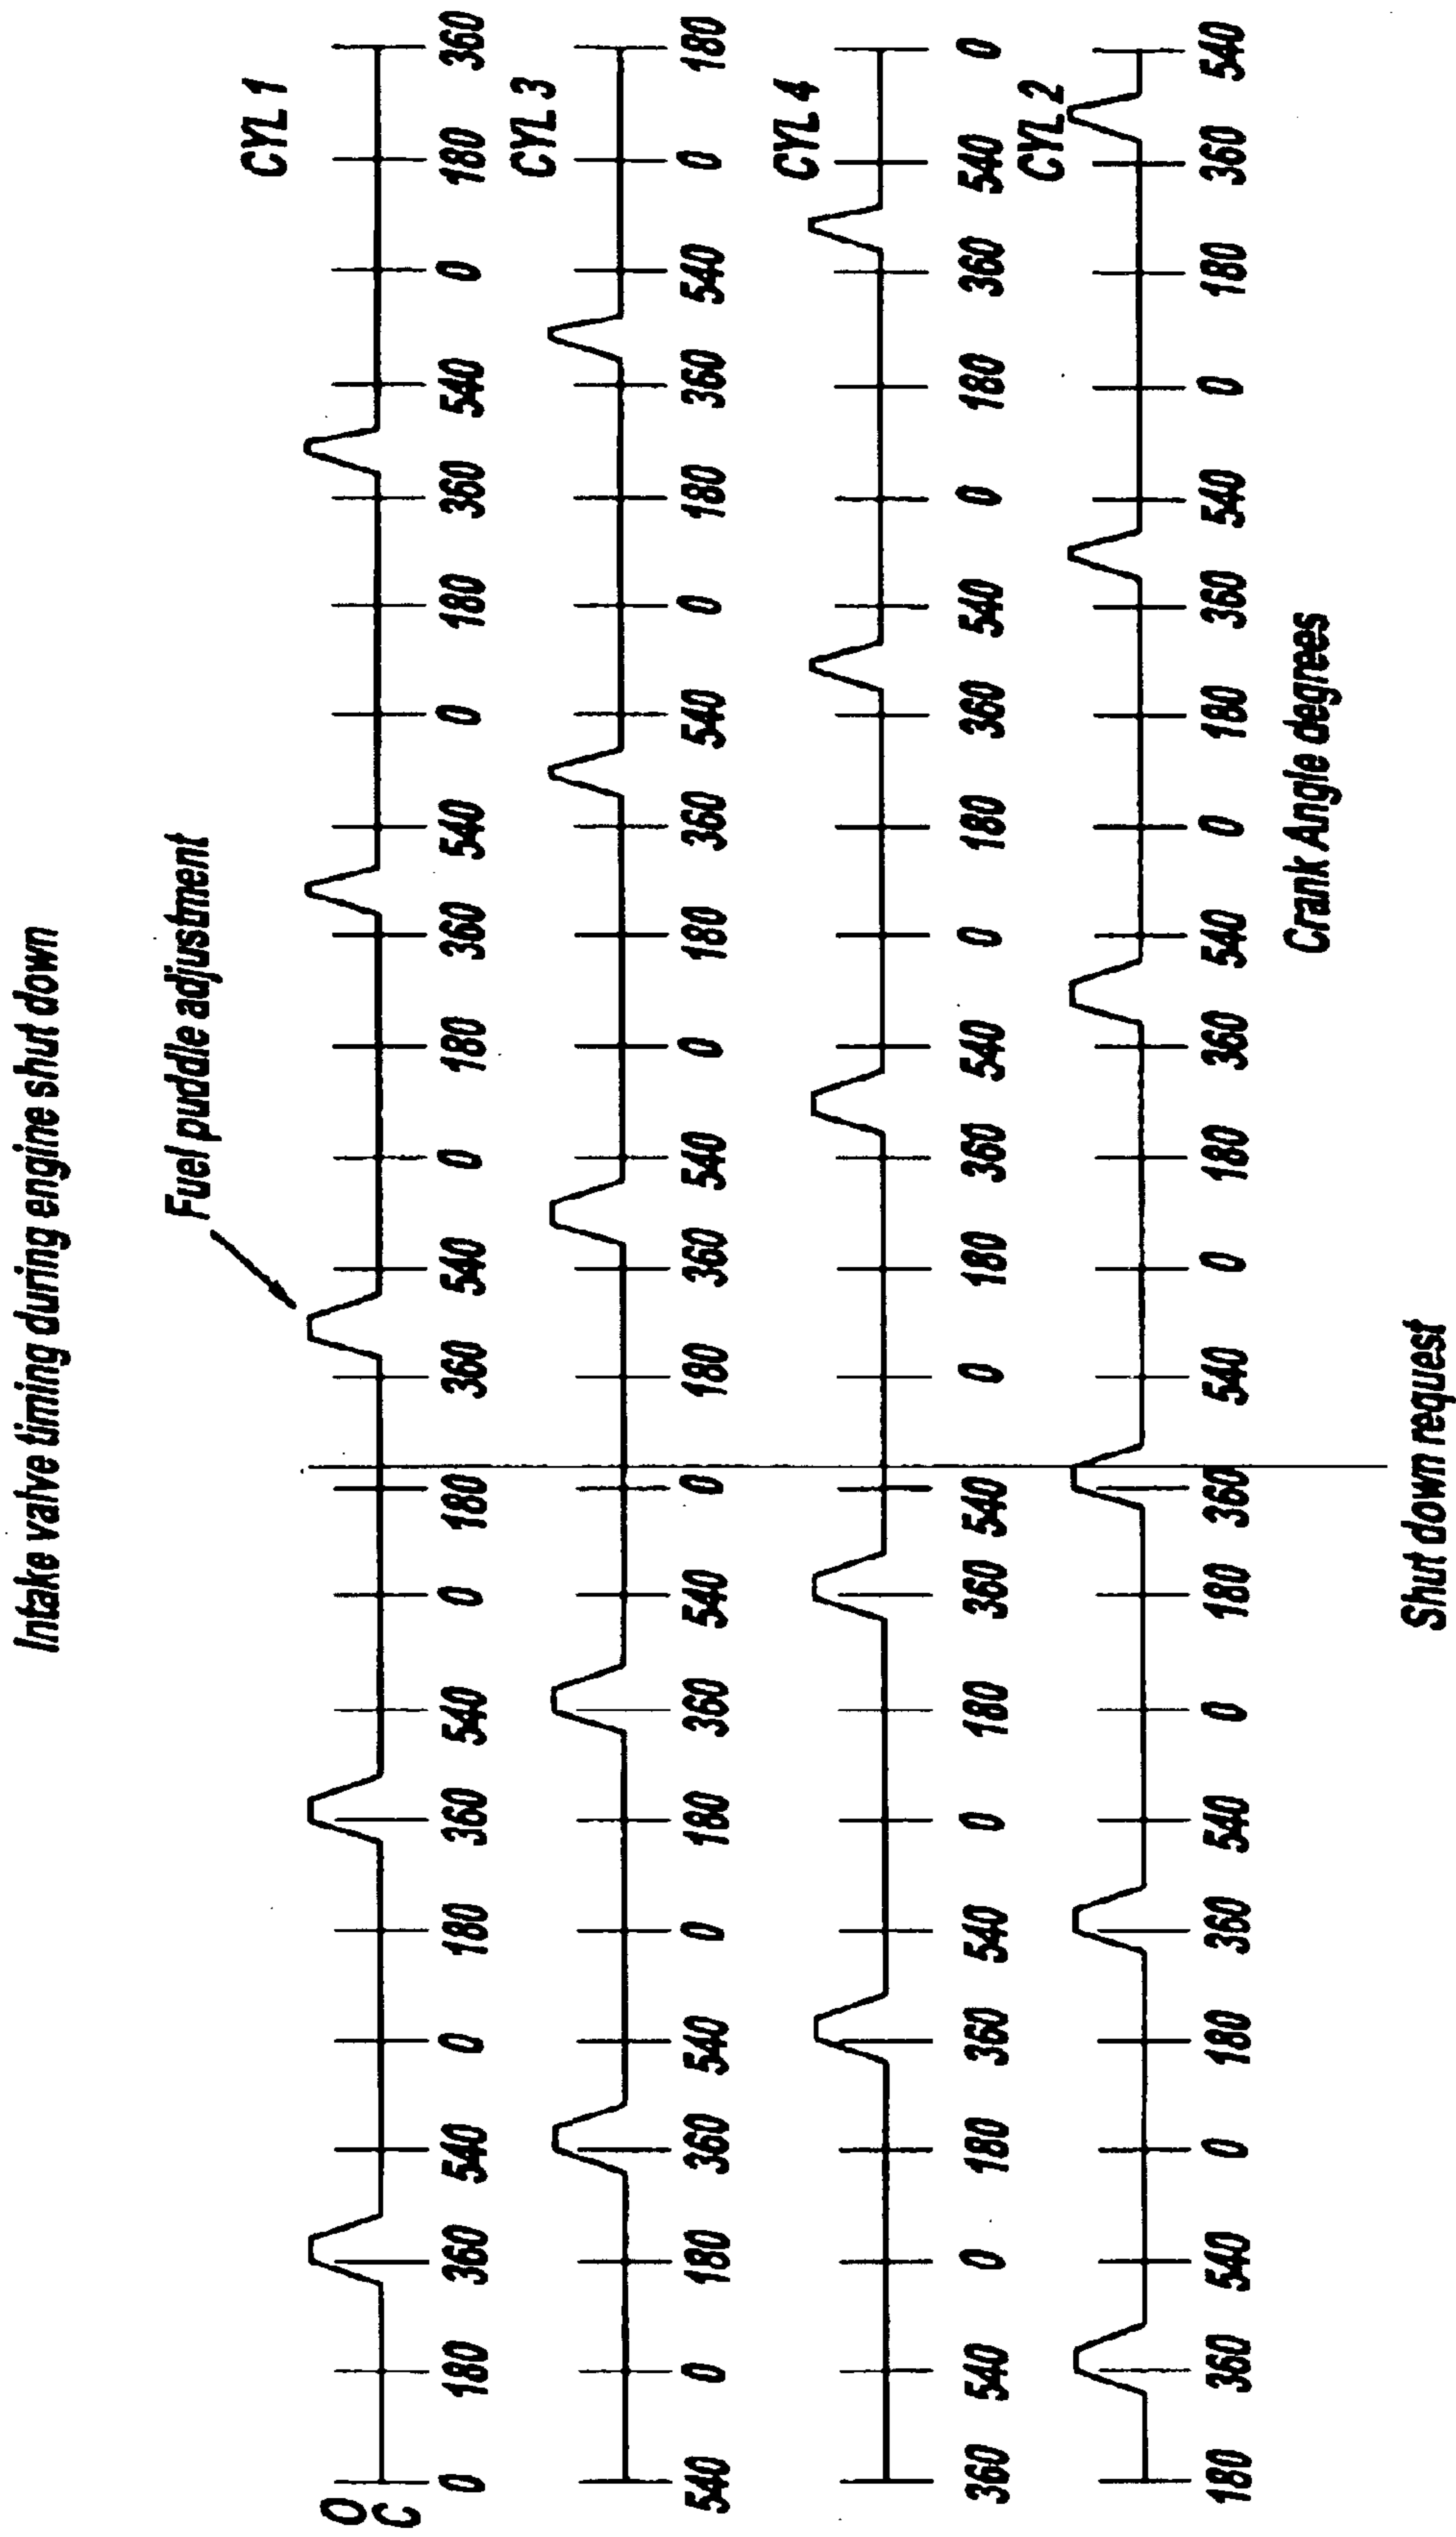 Intake valve timing during engine shut down
Fuel puddle adjustment
CYL 1
O
C
0 180 360 540 0 180 360 540 0 180 360 540 0 180 360 540 0 180 360 540 0 180 360
CYL 3
540 0 180 360 540 0 180 360 540 0 180 360 540 0 180 360 540 0 180 360 540 0 180
CYL 4
360 540 0 180 360 540 0 180 360 540 0 180 360 540 0 180 360 540 0 180 360 540 0
CYL 2
180 360 540 0 180 360 540 0 180 360 540 0 180 360 540 0 180 360 540 0 180 360 540
Crank Angle degrees
Shut down request